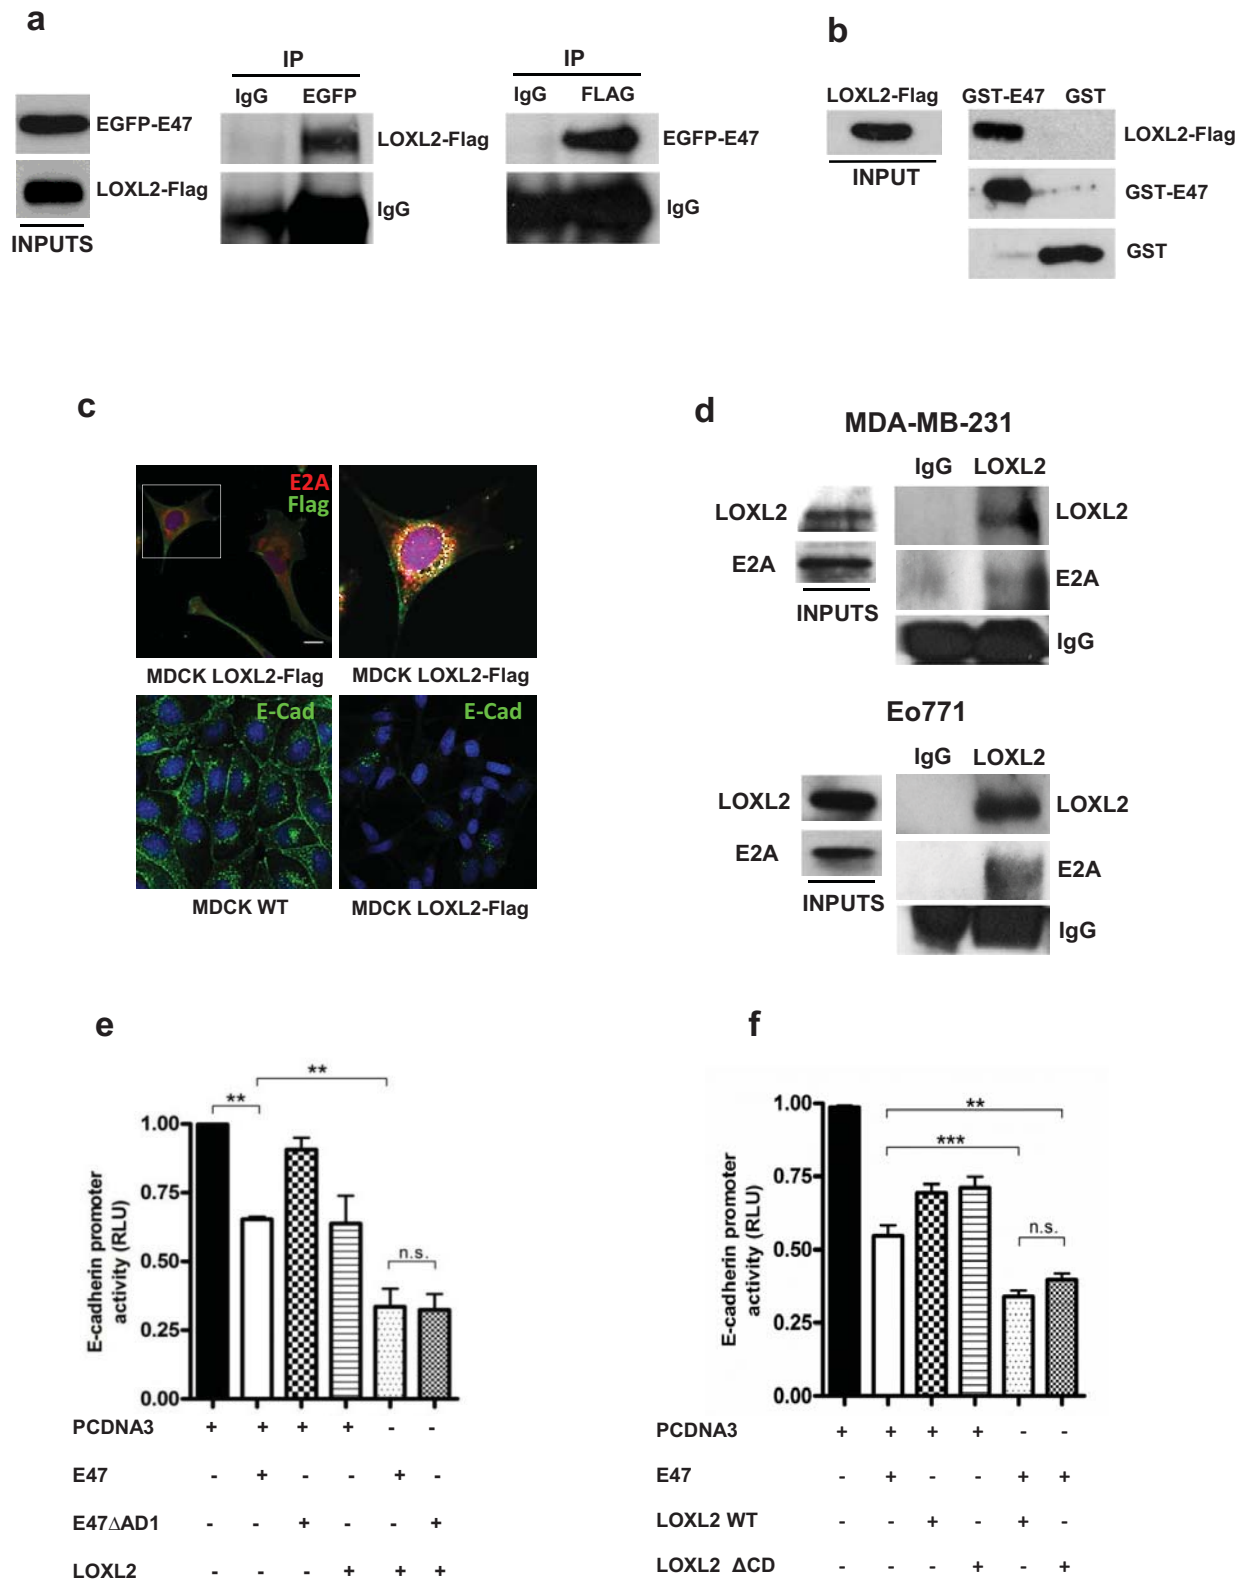 a
IP
IgG EGFP
EGFP-E47
LOXL2-Flag
INPUTS
LOXL2-Flag
IgG
IP
IgG FLAG
EGFP-E47
IgG
b
LOXL2-Flag
INPUT
GST-E47 GST
LOXL2-Flag
GST-E47
GST
c
E2A
Flag
MDCK LOXL2-Flag
MDCK LOXL2-Flag
E-Cad
E-Cad
MDCK WT
MDCK LOXL2-Flag
d
MDA-MB-231
IgG LOXL2
LOXL2
E2A
INPUTS
LOXL2
E2A
IgG
Eo771
IgG LOXL2
LOXL2
E2A
INPUTS
LOXL2
E2A
IgG
e
E-cadherin promoter
activity (RLU)
1.00
0.75
0.50
0.25
0.00
**
**
n.s.
PCDNA3 + + + + - -
E47 - + - - + -
E47ΔAD1 - - + - - +
LOXL2 - - - + + +
f
E-cadherin promoter
activity (RLU)
1.00
0.75
0.50
0.25
0.00
**
***
n.s.
PCDNA3 + + + + - -
E47 - + - - + +
LOXL2 WT - - + - + -
LOXL2 ΔCD - - - + - +